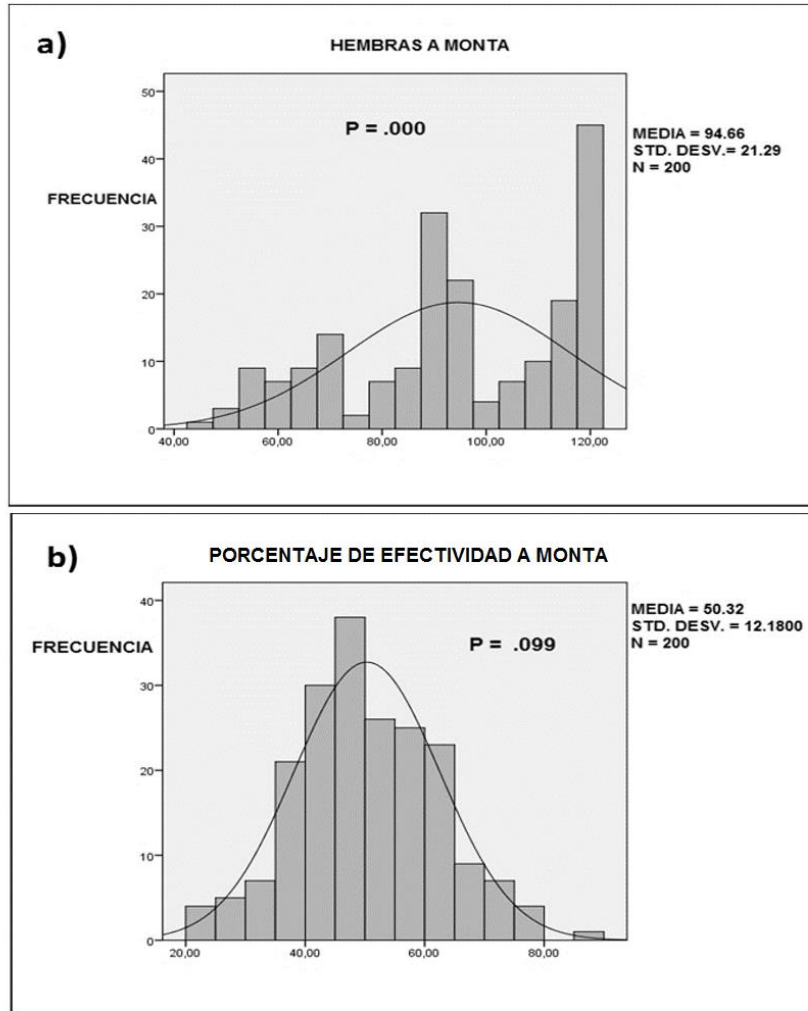 a)
HEMBRAS A MONTA
P = .000
MEDIA = 94.66
STD. DESV.= 21.29
N = 200
FRECUENCIA
50
40
30
20
10
0
40,00 60,00 80,00 100,00 120,00
b)
PORCENTAJE DE EFECTIVIDAD A MONTA
MEDIA = 50.32
STD. DESV. = 12.1800
N = 200
P = .099
FRECUENCIA
40
30
20
10
0
20,00 40,00 60,00 80,00